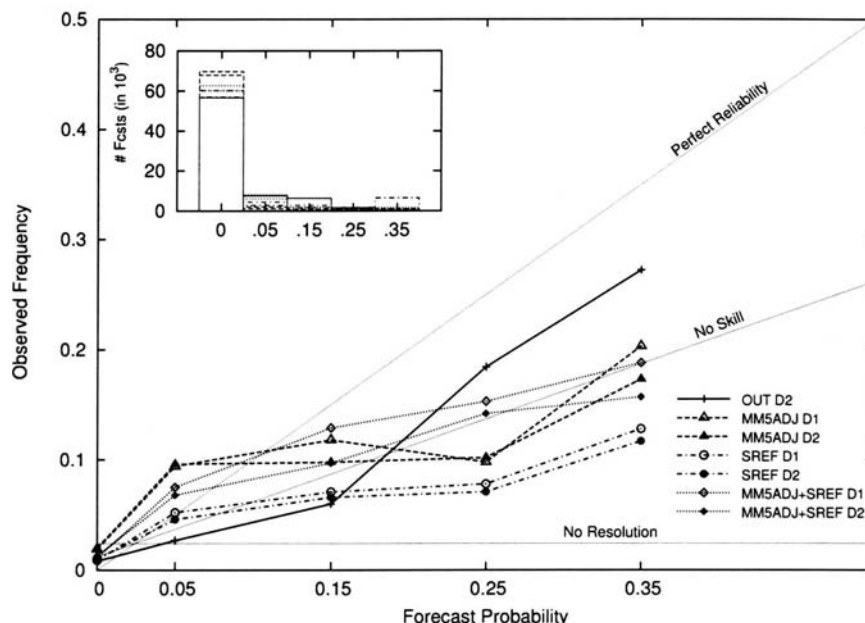 0.5
0.4
0.3
0.2
0.1
0
Observed Frequency
80
60
40
20
0
# Fcsts (in 10³)
0 .05 .15 .25 .35
Perfect Reliability
No Skill
No Resolution
OUT D2
MM5ADJ D1
MM5ADJ D2
SREF D1
SREF D2
MM5ADJ+SREF D1
MM5ADJ+SREF D2
0 0.05 0.15 0.25 0.35
Forecast Probability